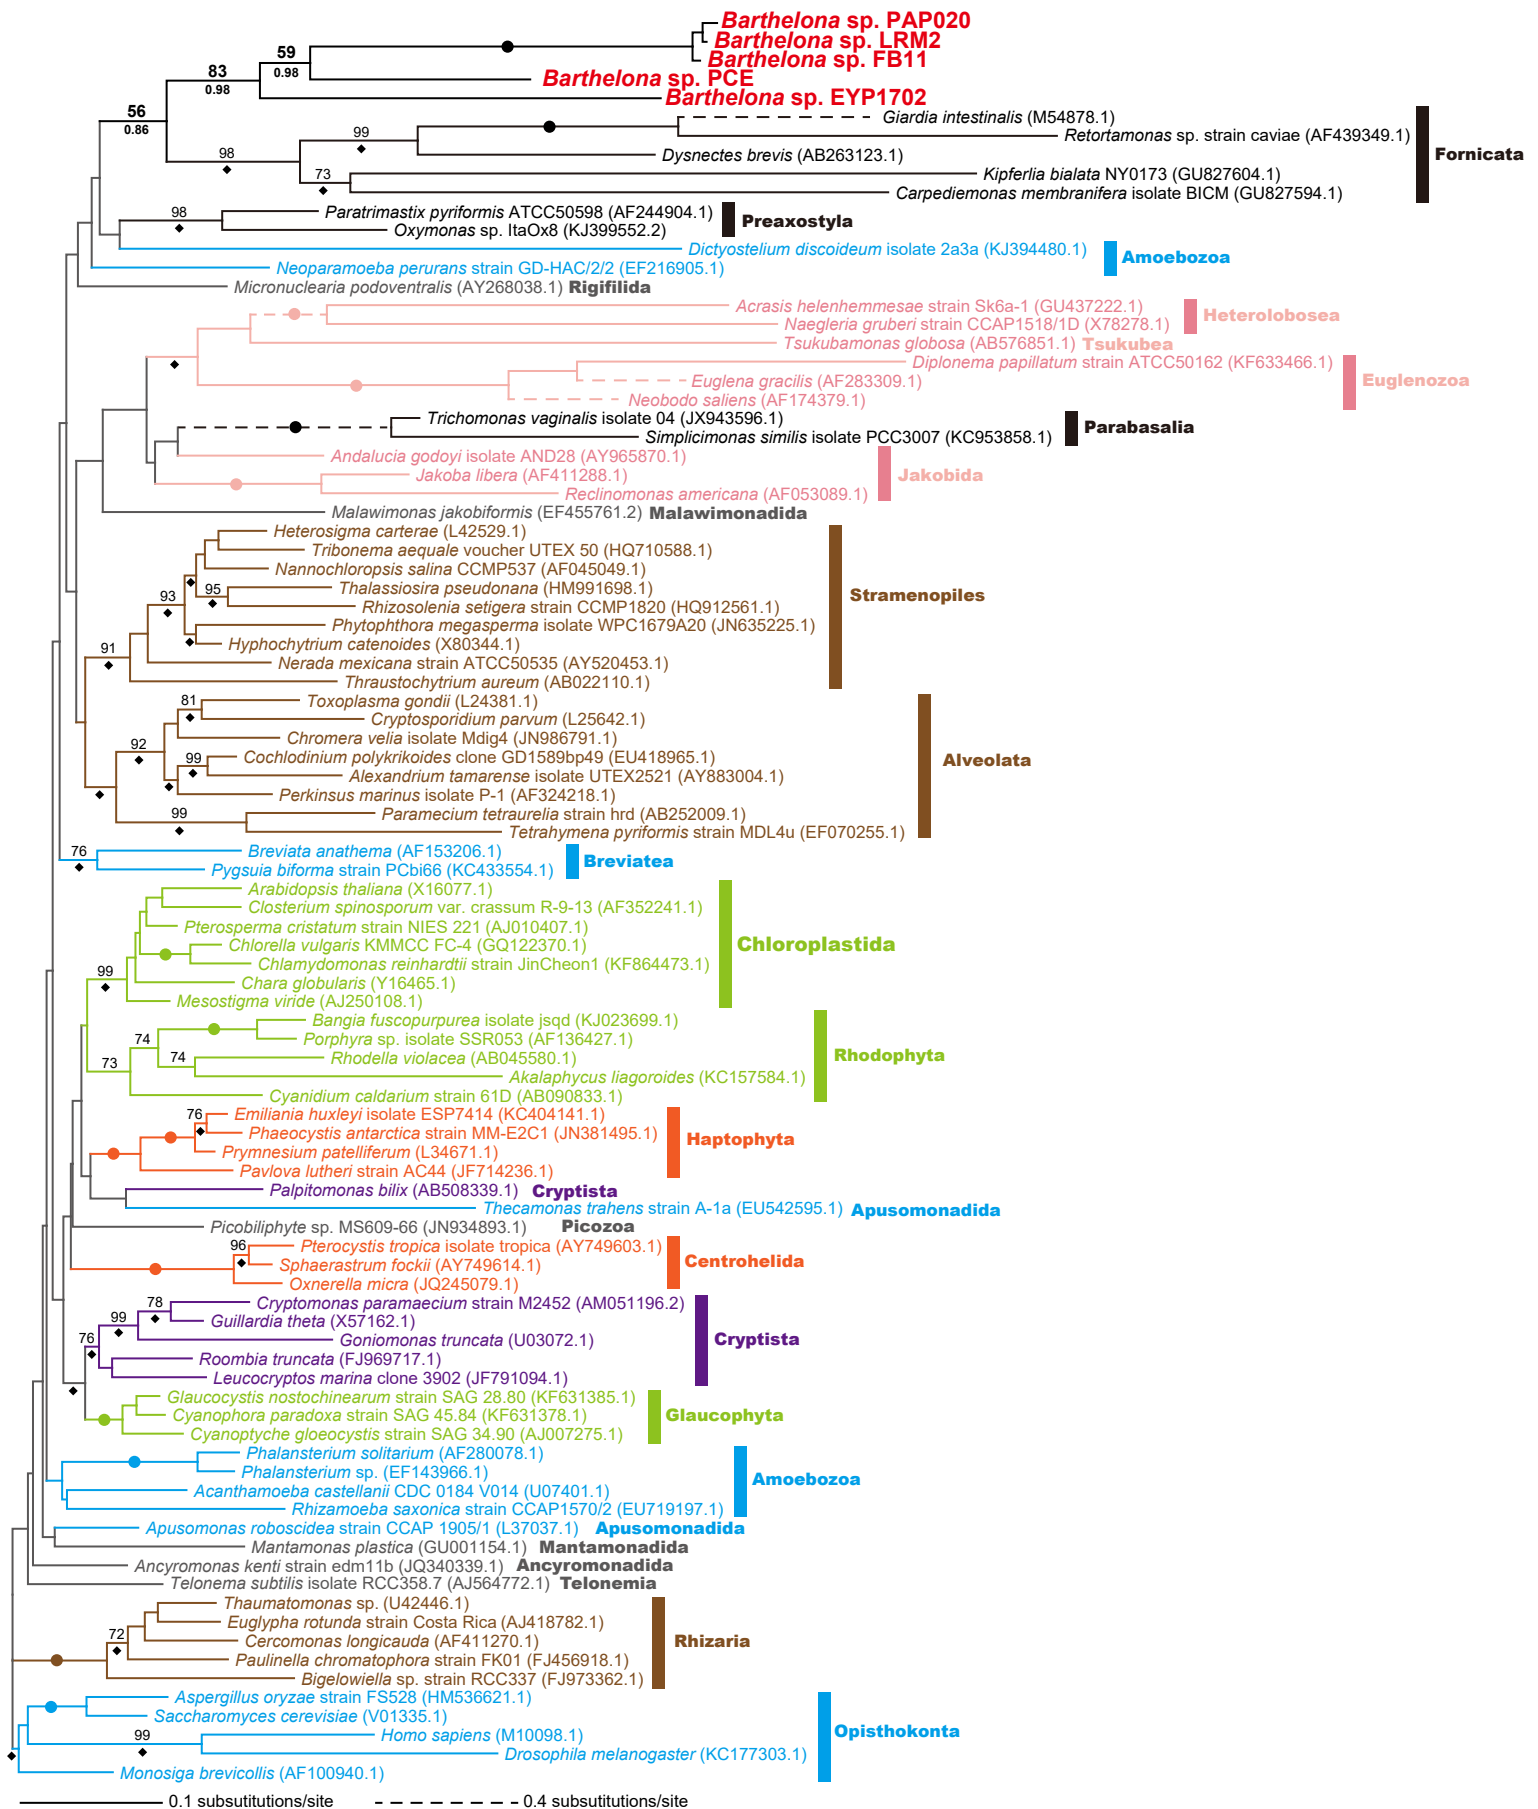 Barthelona sp. PAP020
Barthelona sp. LRM2
59
Barthelona sp. FB11
83
0.98
Barthelona sp. PCE
0.98
Barthelona sp. EYP1702
56
Giardia intestinalis (M54878.1)
0.86
99
Retortamonas sp. strain caviae (AF439349.1)
98
Dysnectes brevis (AB263123.1)
Fornicata
73
Kipferlia bialata NY0173 (GU827604.1)
Carpediemonas membranifera isolate BICM (GU827594.1)
98
Paratrimastix pyriformis ATCC50598 (AF244904.1)
Preaxostyla
Oxymonas sp. ItaOx8 (KJ399552.2)
Dictyostelium discoideum isolate 2a3a (KJ394480.1)
Amoebozoa
Neoparamoeba perurans strain GD-HAC/2/2 (EF216905.1)
Micronuclearia podoventralis (AY268038.1) Rigifilida
Acrasis helenhemmesae strain Sk6a-1 (GU437222.1)
Heterolobosea
Naegleria gruberi strain CCAP1518/1D (X78278.1)
Tsukubamonas globosa (AB576851.1) Tsukubea
Diplonema papillatum strain ATCC50162 (KF633466.1)
Euglena gracilis (AF283309.1)
Euglenozoa
Neobodo saliens (AF174379.1)
Trichomonas vaginalis isolate 04 (JX943596.1)
Parabasalia
Simplicimonas similis isolate PCC3007 (KC953858.1)
Andalucia godoyi isolate AND28 (AY965870.1)
Jakoba libera (AF411288.1)
Jakobida
Reclinomonas americana (AF053089.1)
Malawimonas jakobiformis (EF455761.2) Malawimonadida
Heterosigma carterae (L42529.1)
Tribonema aequale voucher UTEX 50 (HQ710588.1)
Nannochloropsis salina CCMP537 (AF045049.1)
95
Thalassiosira pseudonana (HM991698.1)
Stramenopiles
93
Rhizosolenia setigera strain CCMP1820 (HQ912561.1)
Phytophthora megasperma isolate WPC1679A20 (JN635225.1)
Hyphochytrium catenoides (X80344.1)
91
Nerada mexicana strain ATCC50535 (AY520453.1)
Thraustochytrium aureum (AB022110.1)
81
Toxoplasma gondii (L24381.1)
Cryptosporidium parvum (L25642.1)
Chromera velia isolate Mdig4 (JN986791.1)
92
99
Cochlodinium polykrikoides clone GD1589bp49 (EU418965.1)
Alveolata
Alexandrium tamarense isolate UTEX2521 (AY883004.1)
Perkinsus marinus isolate P-1 (AF324218.1)
99
Paramecium tetraurelia strain hrd (AB252009.1)
Tetrahymena pyriformis strain MDL4u (EF070255.1)
76
Breviata anathema (AF153206.1)
Breviatea
Pygsuia biforma strain PCbi66 (KC433554.1)
Arabidopsis thaliana (X16077.1)
Closterium spinosporum var. crassum R-9-13 (AF352241.1)
Pterosperma cristatum strain NIES 221 (AJ010407.1)
Chlorella vulgaris KMMCC FC-4 (GQ122370.1)
Chloroplastida
Chlamydomonas reinhardtii strain JinCheon1 (KF864473.1)
99
Chara globularis (Y16465.1)
Mesostigma viride (AJ250108.1)
Bangia fuscopurpurea isolate jsqd (KJ023699.1)
74
Porphyra sp. isolate SSR053 (AF136427.1)
74
Rhodella violacea (AB045580.1)
Rhodophyta
73
Akalaphycus liagoroides (KC157584.1)
Cyanidium caldarium strain 61D (AB090833.1)
76
Emiliania huxleyi isolate ESP7414 (KC404141.1)
Phaeocystis antarctica strain MM-E2C1 (JN381495.1)
Haptophyta
Prymnesium patelliferum (L34671.1)
Pavlova lutheri strain AC44 (JF714236.1)
Palpitomonas bilix (AB508339.1) Cryptista
Thecamonas trahens strain A-1a (EU542595.1) Apusomonadida
Picobiliphyte sp. MS609-66 (JN934893.1) Picozoa
96
Pterocystis tropica isolate tropica (AY749603.1)
Sphaerastrum fockii (AY749614.1)
Centrohelida
Oxnerella micra (JQ245079.1)
78
Cryptomonas paramaecium strain M2452 (AM051196.2)
99
Guillardia theta (X57162.1)
76
Goniomonas truncata (U03072.1)
Cryptista
Roombia truncata (FJ969717.1)
Leucocryptos marina clone 3902 (JF791094.1)
Glaucocystis nostochinearum strain SAG 28.80 (KF631385.1)
Cyanophora paradoxa strain SAG 45.84 (KF631378.1)
Glaucophyta
Cyanoptyche gloeocystis strain SAG 34.90 (AJ007275.1)
Phalansterium solitarium (AF280078.1)
Phalansterium sp. (EF143966.1)
Amoebozoa
Acanthamoeba castellanii CDC 0184 V014 (U07401.1)
Rhizamoeba saxonica strain CCAP1570/2 (EU719197.1)
Apusomonas roboscidea strain CCAP 1905/1 (L37037.1) Apusomonadida
Mantamonas plastica (GU001154.1) Mantamonadida
Ancyromonas kenti strain edm11b (JQ340339.1) Ancyromonadida
Telonema subtilis isolate RCC358.7 (AJ564772.1) Telonemia
Thaumatomonas sp. (U42446.1)
Euglypha rotunda strain Costa Rica (AJ418782.1)
72
Cercomonas longicauda (AF411270.1)
Rhizaria
Paulinella chromatophora strain FK01 (FJ456918.1)
Bigelowiella sp. strain RCC337 (FJ973362.1)
Aspergillus oryzae strain FS528 (HM536621.1)
Saccharomyces cerevisiae (V01335.1)
99
Homo sapiens (M10098.1)
Opisthokonta
Drosophila melanogaster (KC177303.1)
Monosiga brevicollis (AF100940.1)
0.1 subsutitutions/site
0.4 subsutitutions/site